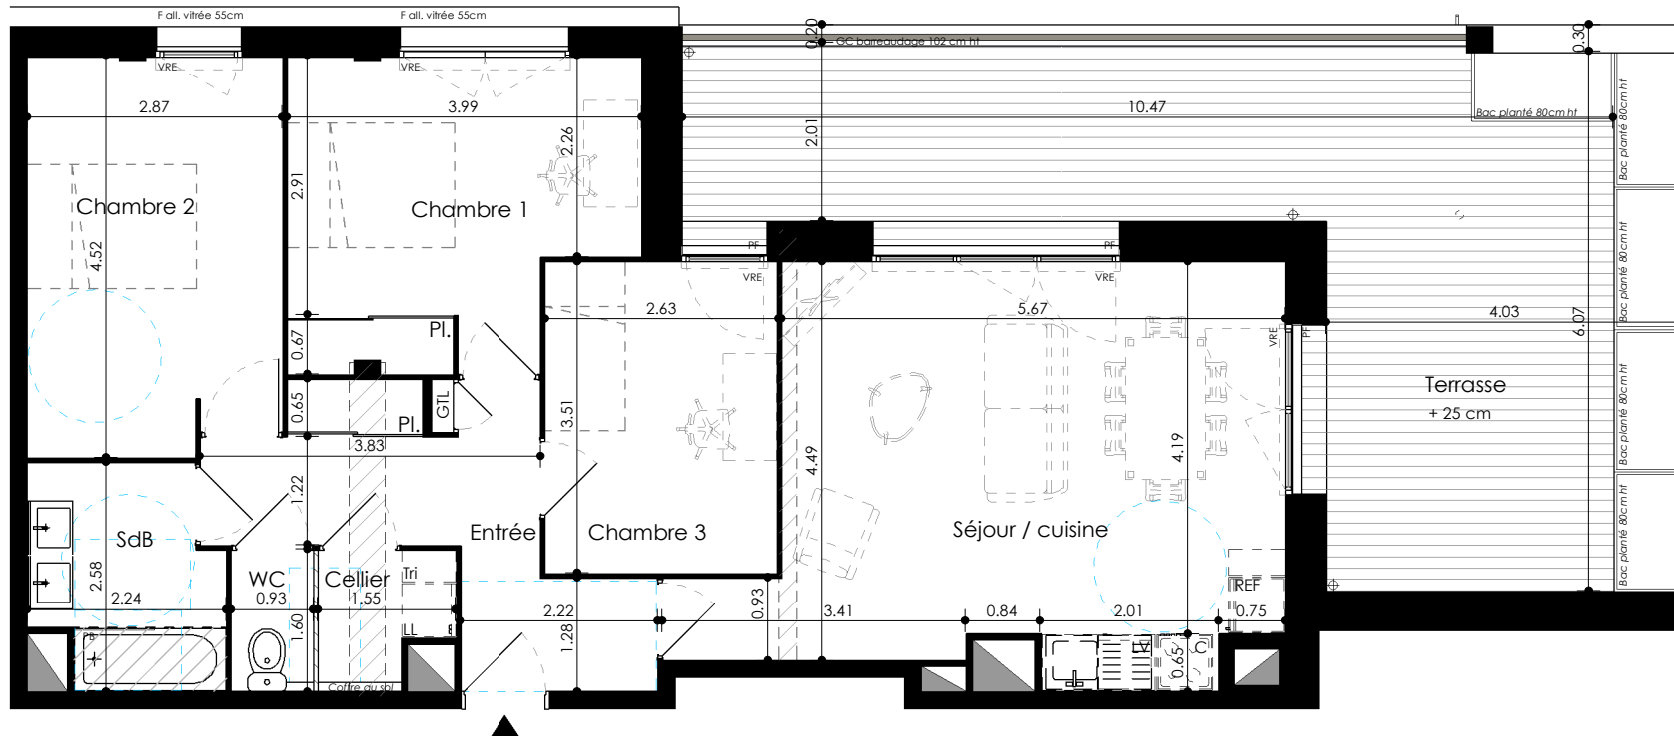 F all. vitrée 55cm
F all. vitrée 55cm
0.20
GC barreaudage 102 cm ht
0.30
VRE
VRE
2.87
3.99
10.47
Bac planté 80cm ht
Bac planté 80cm ht
2.26
2.01
2.91
Chambre 2
Chambre 1
4.52
PF
PF
VRE
VRE
Bac planté 80cm ht
2.63
5.67
4.03
6.07
Pl.
0.67
VRE
PF
Terrasse
+ 25 cm
0.65
GTL
Pl.
3.51
Bac planté 80cm ht
3.83
4.49
4.19
1.22
SdB
Entrée
Chambre 3
Séjour / cuisine
Bac planté 80cm ht
2.58
WC
Cellier
Tri
REF
2.24
0.93
1.55
2.22
0.93
3.41
0.84
2.01
0.75
1.60
LL
1.28
PB
LV
C
0.65
Coffre au sol